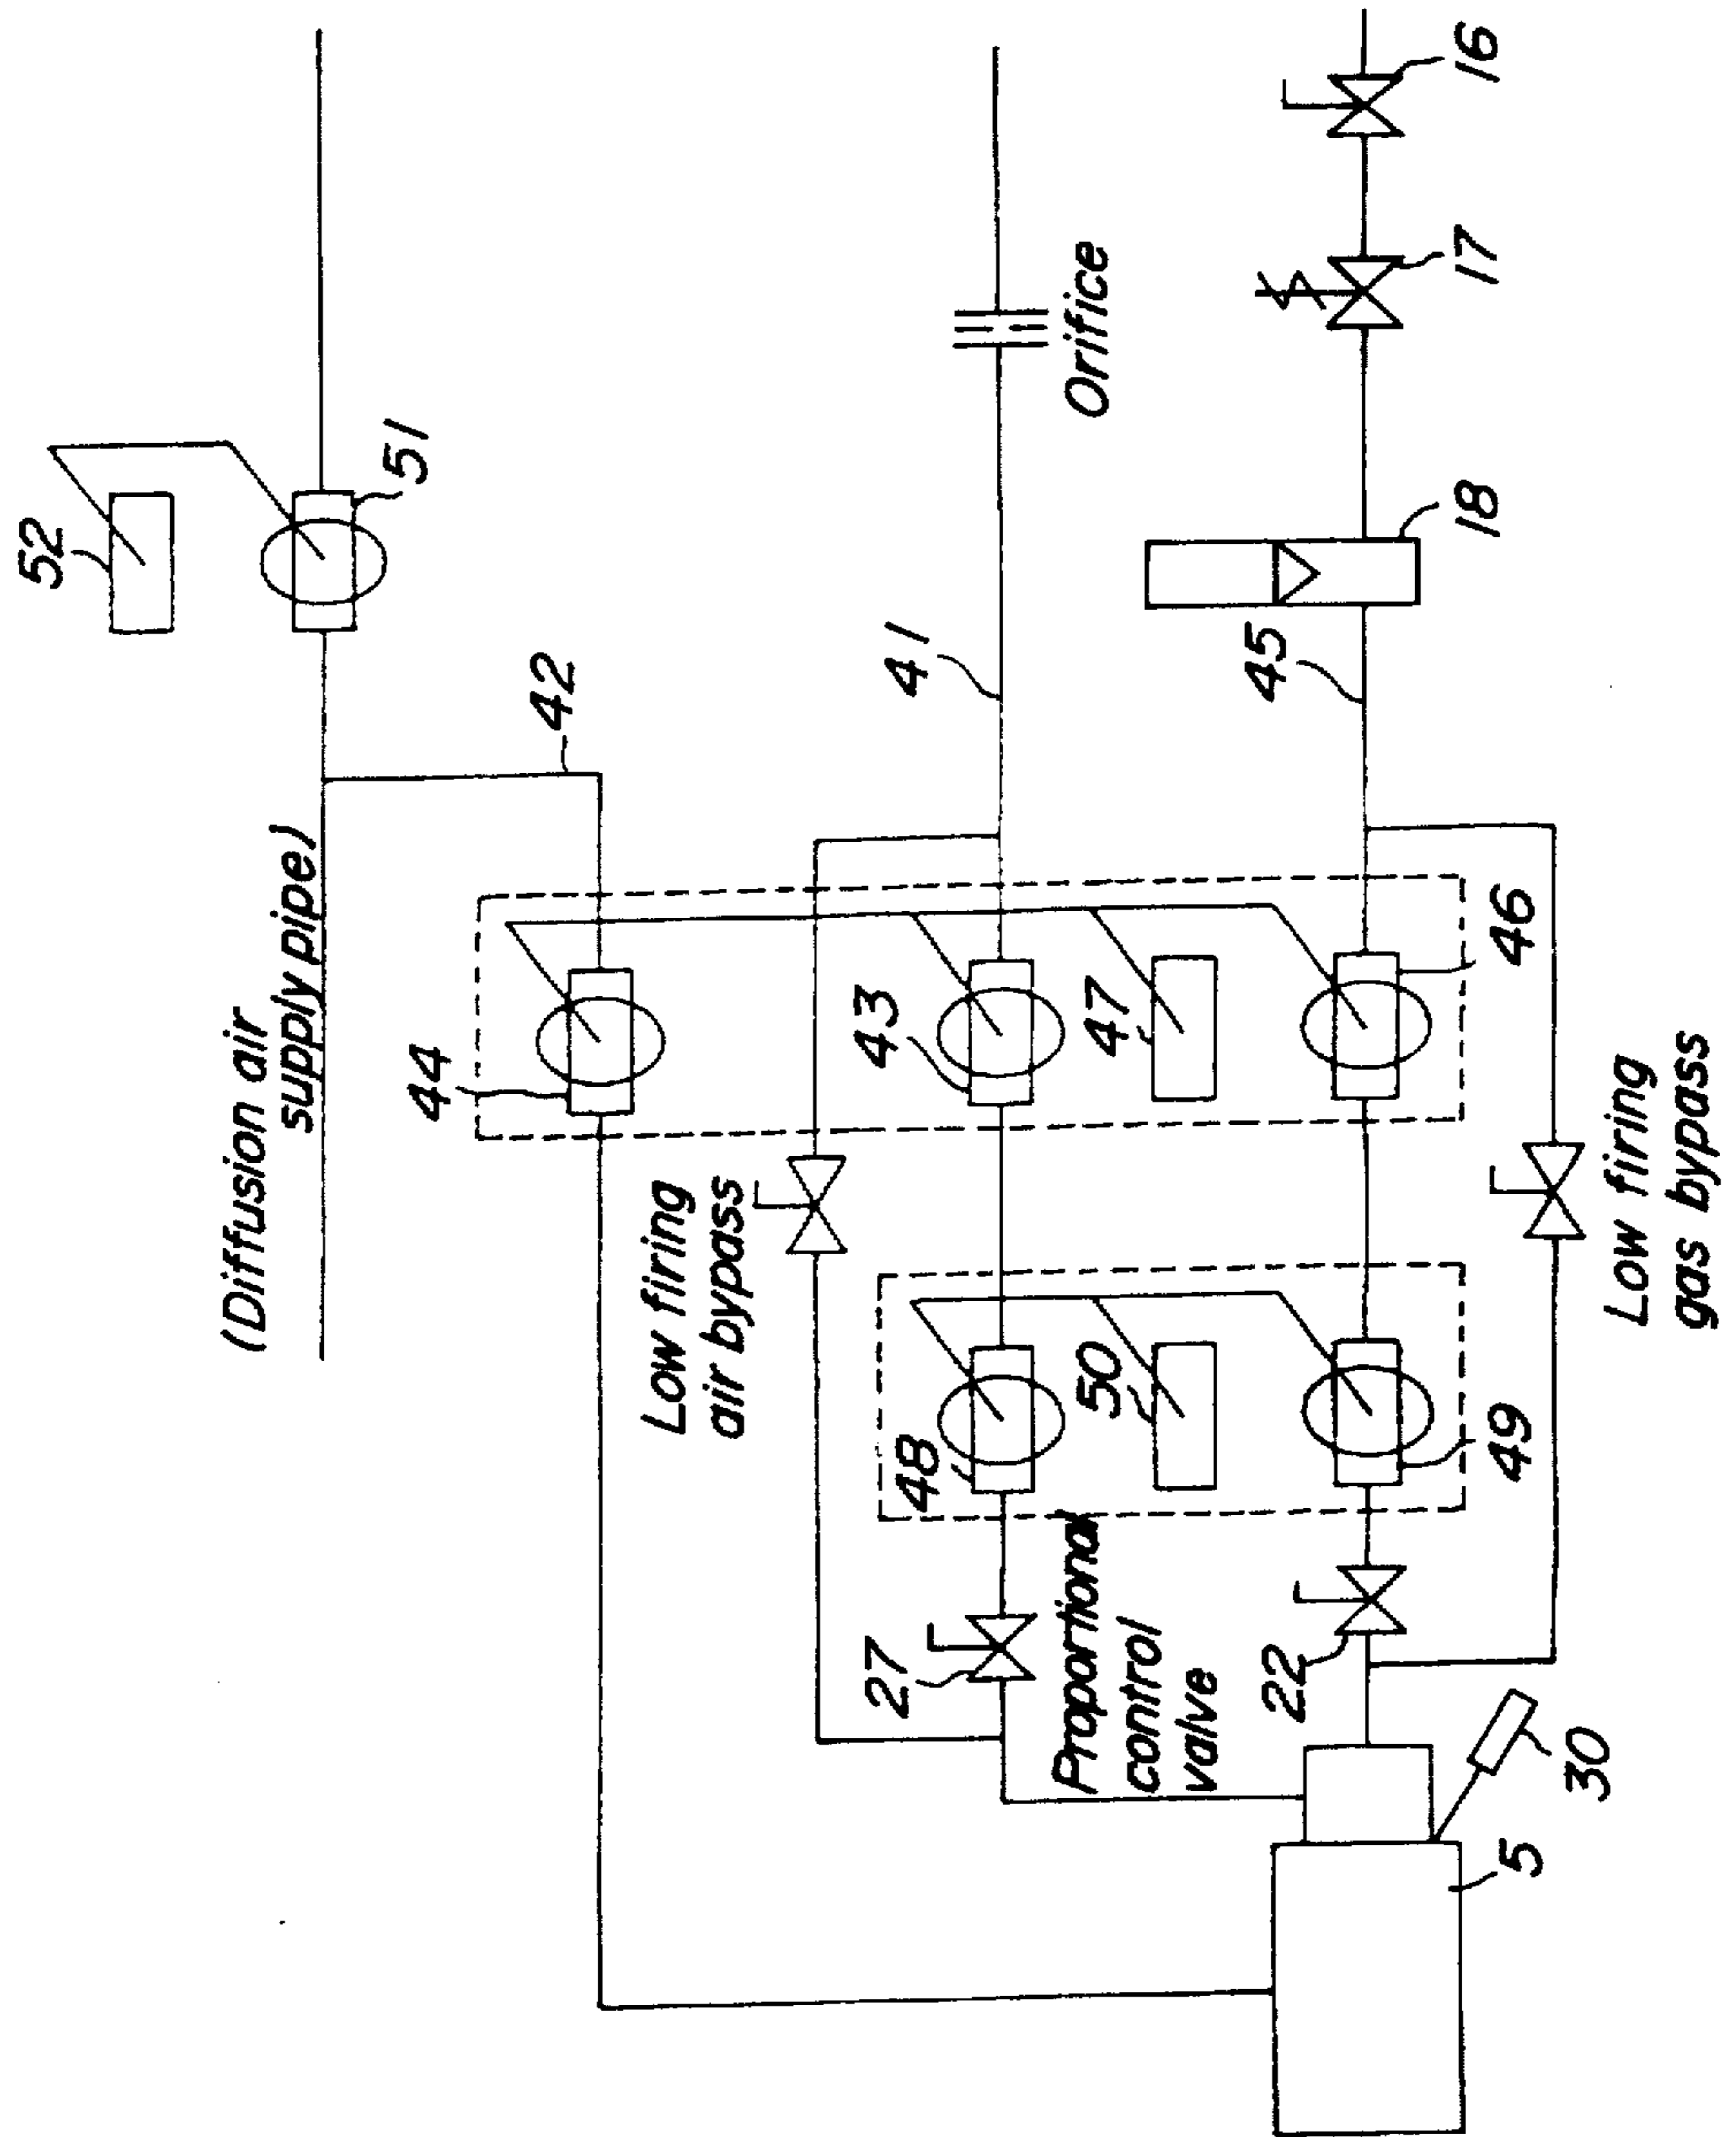 52
51
(Diffusion air
supply pipe)
42
44
Low firing
air bypass
41
Orifice
43
47
45
18
17
16
46
48
50
49
Low firing
gas bypass
27
Proportional
control
valve
22
30
5